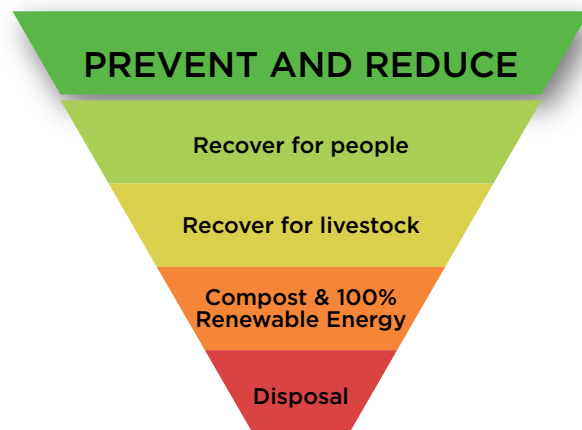 PREVENT AND REDUCE
Recover for people
Recover for livestock
Compost & 100%
Renewable Energy
Disposal